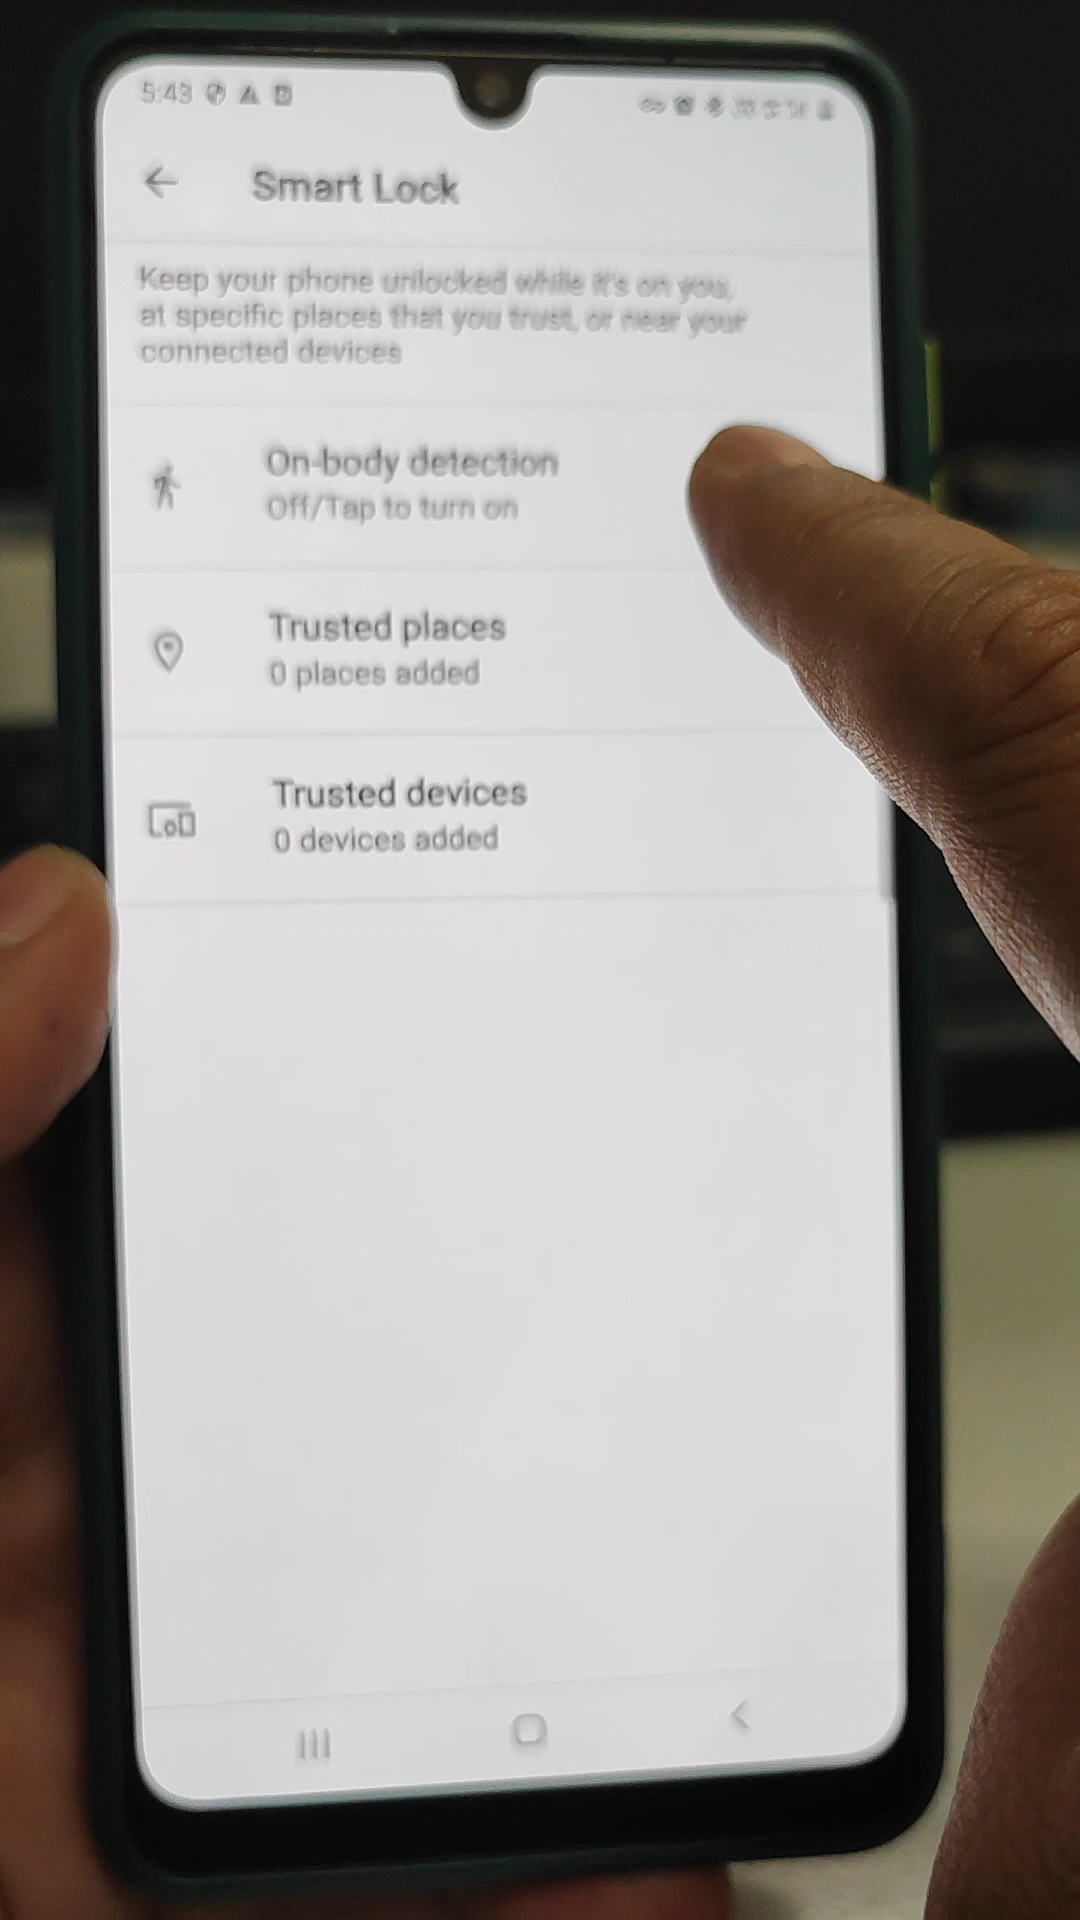 5:43
Smart Lock
Keep your phone unlocked while it's on you,
at specific places that you trust, or near your
connected devices
On-body detection
Off/Tap to turn on
Trusted places
0 places added
Trusted devices
0 devices added